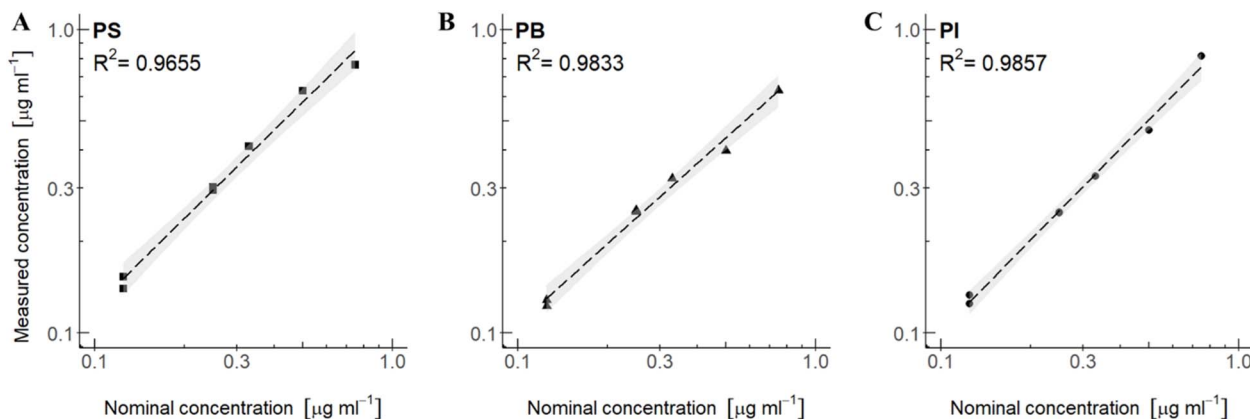 A
PS
R²= 0.9655
Measured concentration [µg ml⁻¹]
1.0
0.3
0.1
0.1
0.3
1.0
Nominal concentration [µg ml⁻¹]
B
PB
R²= 0.9833
1.0
0.3
0.1
0.1
0.3
1.0
Nominal concentration [µg ml⁻¹]
C
PI
R²= 0.9857
1.0
0.3
0.1
0.1
0.3
1.0
Nominal concentration [µg ml⁻¹]